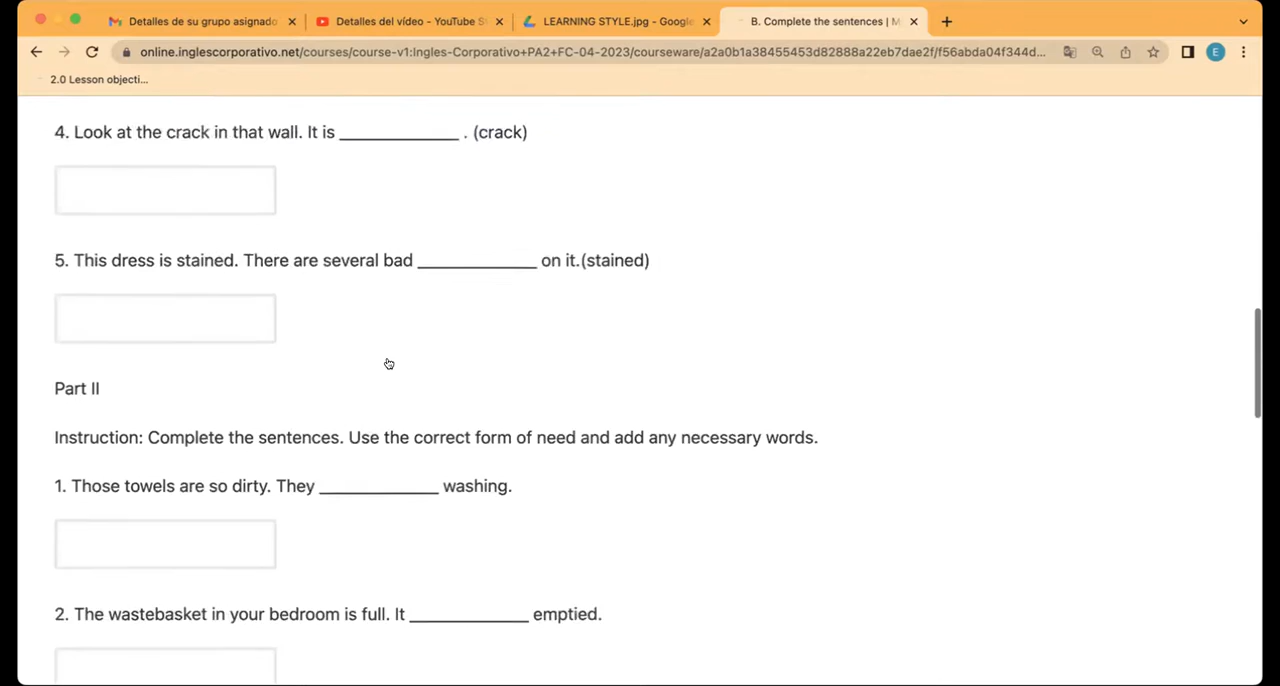 Detalles de su grupo asignado
Detalles del vídeo - YouTube S
LEARNING STYLE.jpg - Google
B. Complete the sentences | M
online.inglescorporativo.net/courses/course-v1:Ingles-Corporativo+PA2+FC-04-2023/courseware/a2a0b1a38455453d82888a22eb7dae2f/f56abda04f344d...
E
2.0 Lesson objecti...
4. Look at the crack in that wall. It is _____________ . (crack)
5. This dress is stained. There are several bad _____________ on it.(stained)
Part II
Instruction: Complete the sentences. Use the correct form of need and add any necessary words.
1. Those towels are so dirty. They _____________ washing.
2. The wastebasket in your bedroom is full. It _____________ emptied.